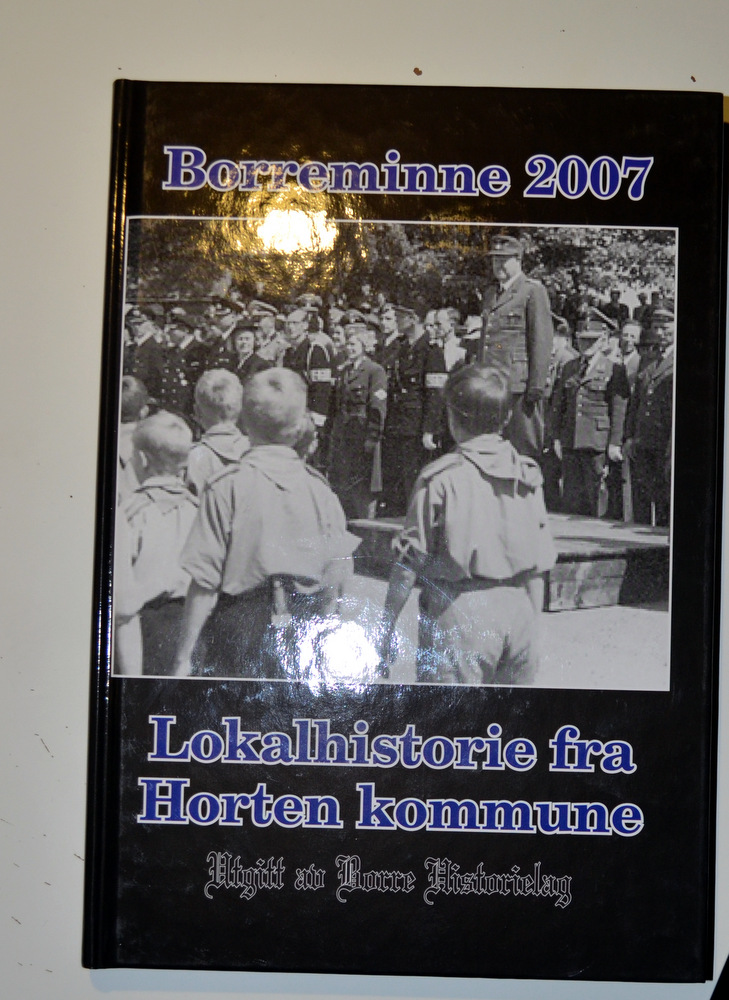 Borreminne 2007
Lokalhistorie fra
Horten kommune
Utgitt av Borre Historielag